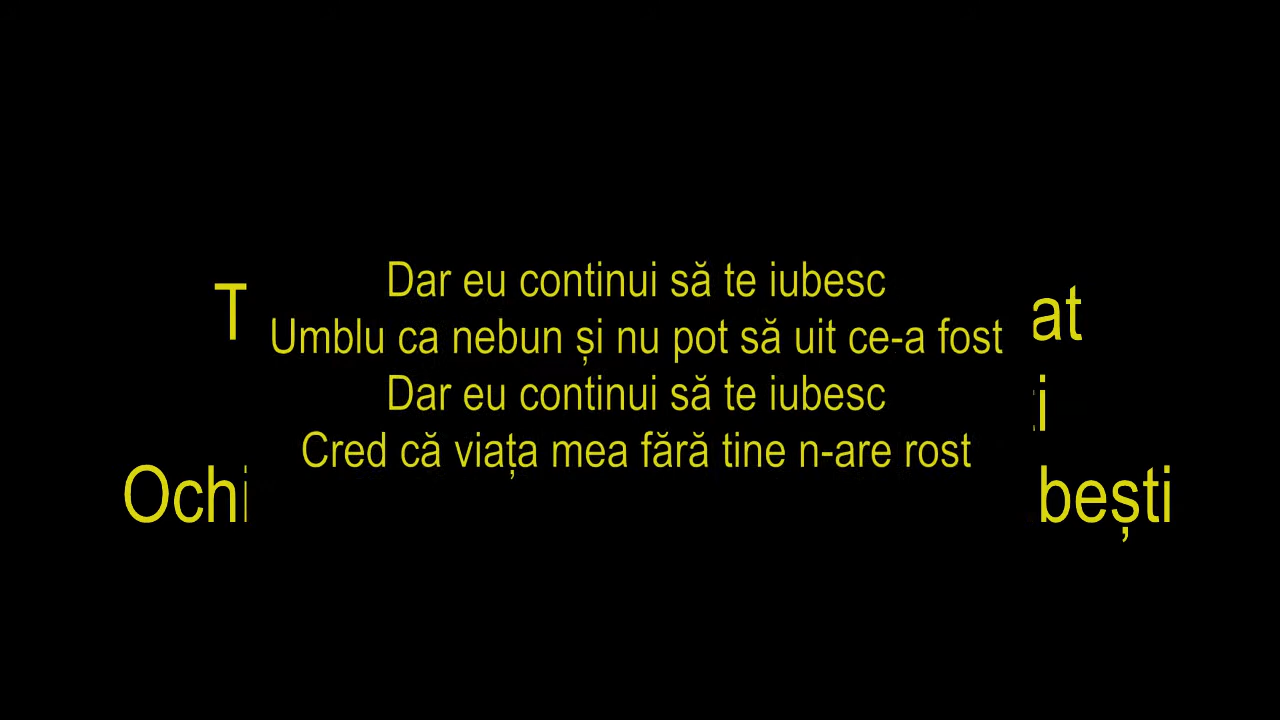 Dar eu continui să te iubesc
Umblu ca nebun și nu pot să uit ce-a fost
Dar eu continui să te iubesc
Cred că viața mea fără tine n-are rost